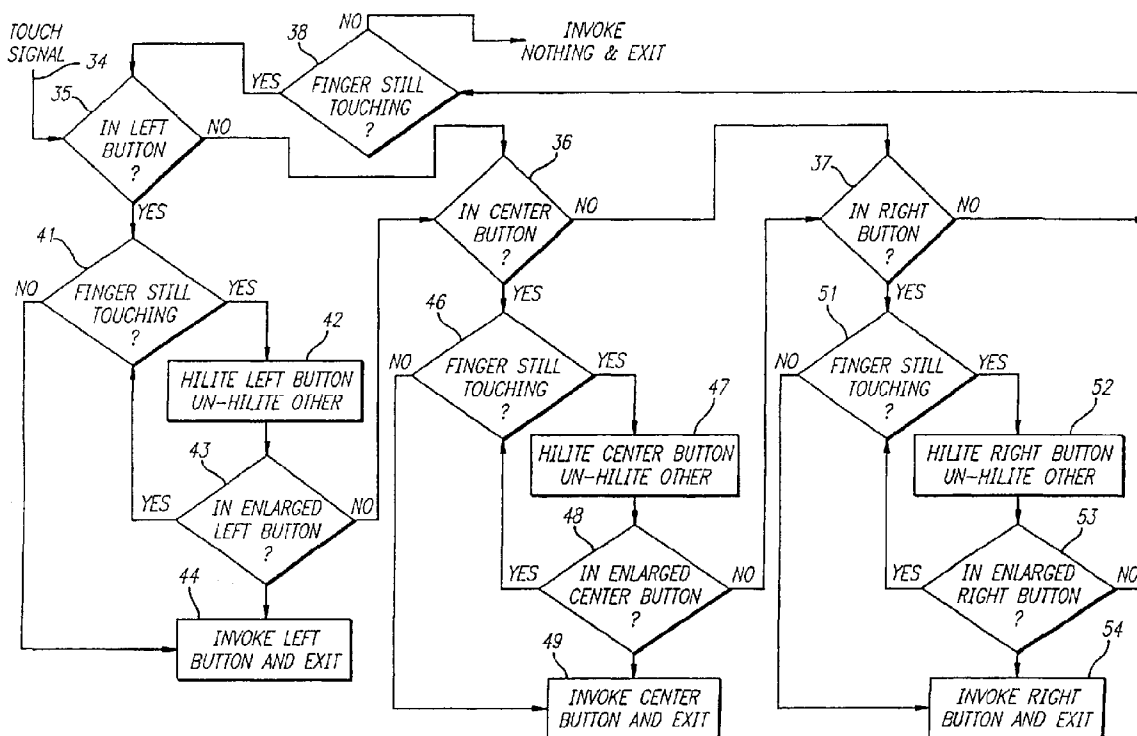 TOUCH
SIGNAL
34
35
IN LEFT
BUTTON
?
NO
YES
38
FINGER STILL
TOUCHING
?
NO
YES
INVOKE
NOTHING & EXIT
36
IN CENTER
BUTTON
?
NO
YES
37
IN RIGHT
BUTTON
?
NO
YES
41
FINGER STILL
TOUCHING
?
NO
YES
42
HILITE LEFT BUTTON
UN-HILITE OTHER
43
IN ENLARGED
LEFT BUTTON
?
YES
NO
44
INVOKE LEFT
BUTTON AND EXIT
46
FINGER STILL
TOUCHING
?
NO
YES
47
HILITE CENTER BUTTON
UN-HILITE OTHER
48
IN ENLARGED
CENTER BUTTON
?
YES
NO
49
INVOKE CENTER
BUTTON AND EXIT
51
FINGER STILL
TOUCHING
?
NO
YES
52
HILITE RIGHT BUTTON
UN-HILITE OTHER
53
IN ENLARGED
RIGHT BUTTON
?
YES
NO
54
INVOKE RIGHT
BUTTON AND EXIT